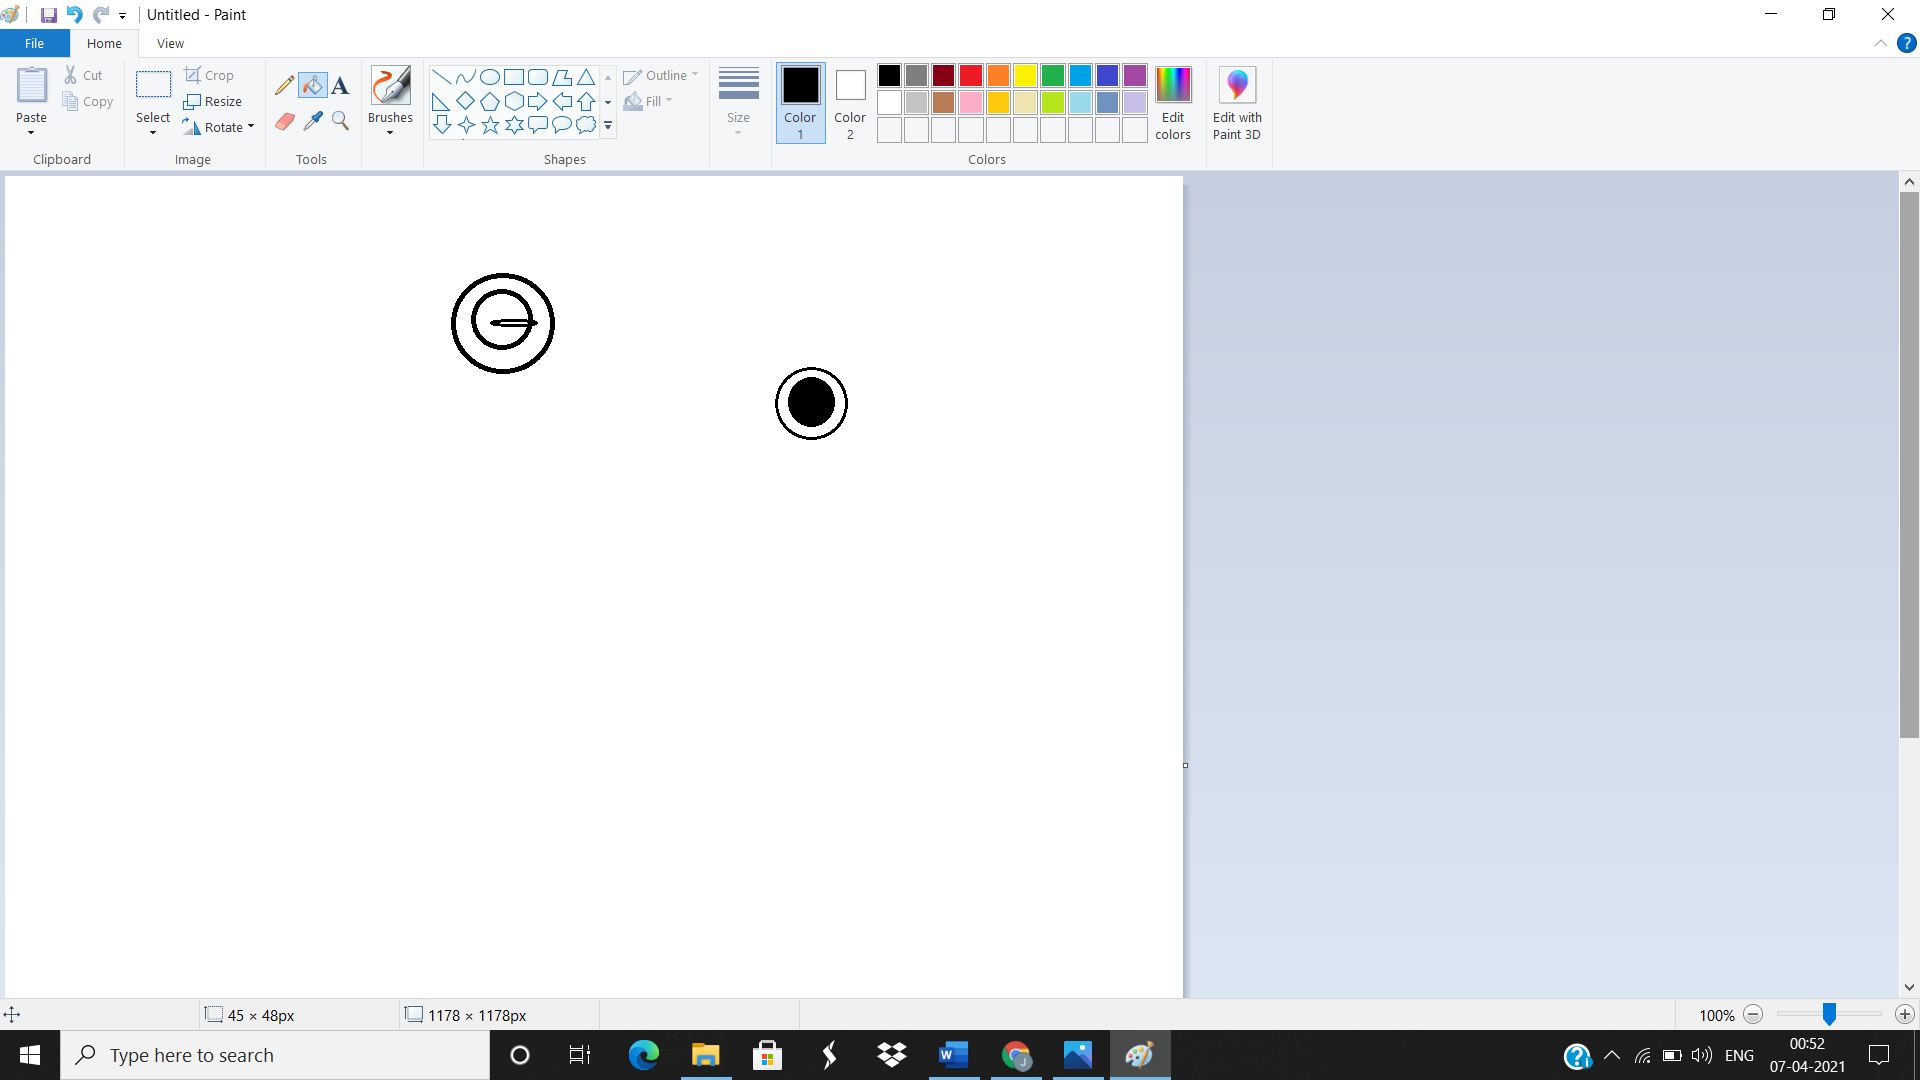 Untitled - Paint
File
Home
View
Paste
Cut
Copy
Clipboard
Select
Crop
Resize
Rotate
Image
A
Tools
Brushes
Outline
Fill
Shapes
Size
Color
1
Color
2
Edit
colors
Colors
Edit with
Paint 3D
?
45 × 48px
1178 × 1178px
100%
Type here to search
W
J
?
ENG
00:52
07-04-2021